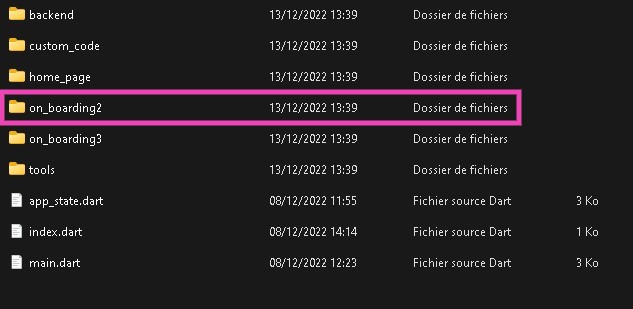 backend 13/12/2022 13:39 Dossier de fichiers
custom_code 13/12/2022 13:39 Dossier de fichiers
home_page 13/12/2022 13:39 Dossier de fichiers
on_boarding2 13/12/2022 13:39 Dossier de fichiers
on_boarding3 13/12/2022 13:39 Dossier de fichiers
tools 13/12/2022 13:39 Dossier de fichiers
app_state.dart 08/12/2022 11:55 Fichier source Dart 3 Ko
index.dart 08/12/2022 14:14 Fichier source Dart 1 Ko
main.dart 08/12/2022 12:23 Fichier source Dart 3 Ko